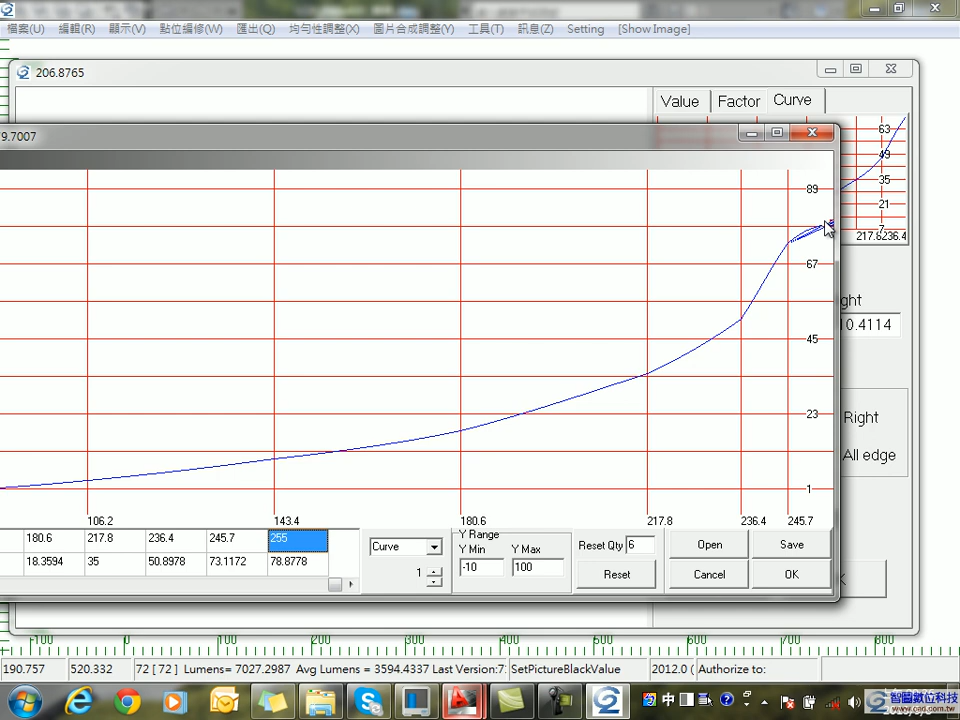 檔案(U) 編輯(R) 顯示(V) 點位編修(W) 匯出(Q) 均勻性調整(X) 圖片合成調整(Y) 工具(T) 訊息(Z) Setting [Show Image]
206.8765
Value Factor Curve
63
49
35
21
7
217.8 236.4
9.7007
89
67
45
23
1
106.2 143.4 180.6 217.8 236.4 245.7
ght
10.4114
Right
All edge
180.6 217.8 236.4 245.7 255
18.3594 35 50.8978 73.1172 78.8778
Curve
1
Y Range
Y Min Y Max
-10 100
Reset Qty 6
Reset
Open Save
Cancel OK
K
-100 0 100 200 300 400 500 600 700 800
190.757 520.332 72 [ 72 ] Lumens= 7027.2987 Avg Lumens = 3594.4337 Last Version:7: SetPictureBlackValue 2012.0 ( Authorize to:
中
智圖數位科技